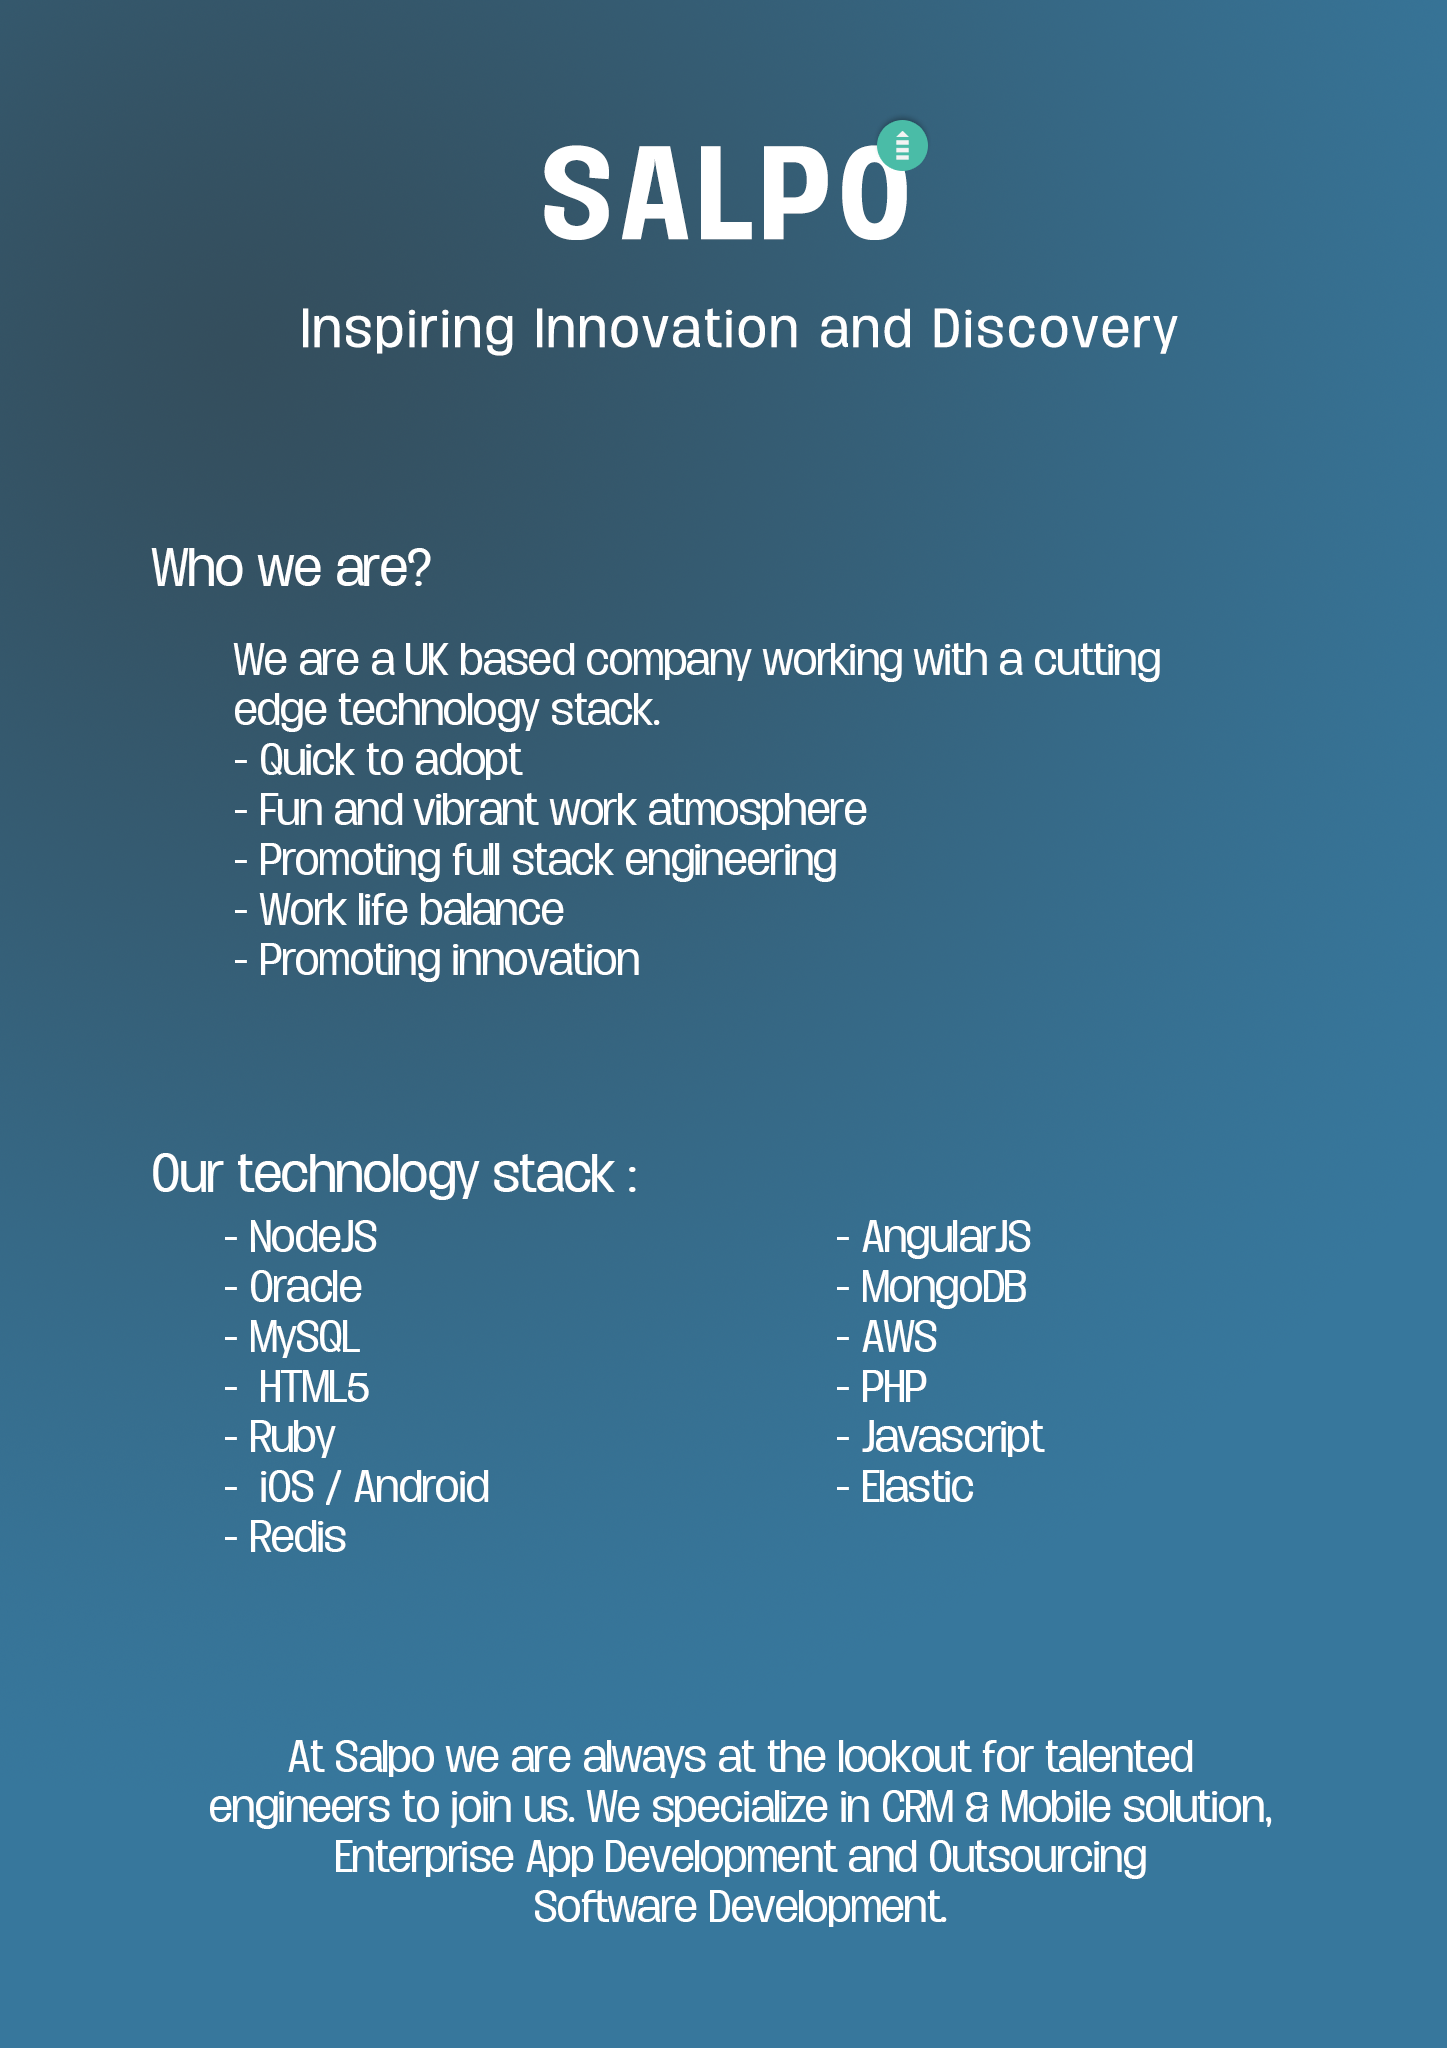 SALPO
Inspiring Innovation and Discovery
Who we are?
We are a UK based company working with a cutting
edge technology stack.
- Quick to adopt
- Fun and vibrant work atmosphere
- Promoting full stack engineering
- Work life balance
- Promoting innovation
Our technology stack :
- NodeJS
- Oracle
- MySQL
- HTML5
- Ruby
- iOS / Android
- Redis
- AngularJS
- MongoDB
- AWS
- PHP
- Javascript
- Elastic
At Salpo we are always at the lookout for talented
engineers to join us. We specialize in CRM & Mobile solution,
Enterprise App Development and Outsourcing
Software Development.